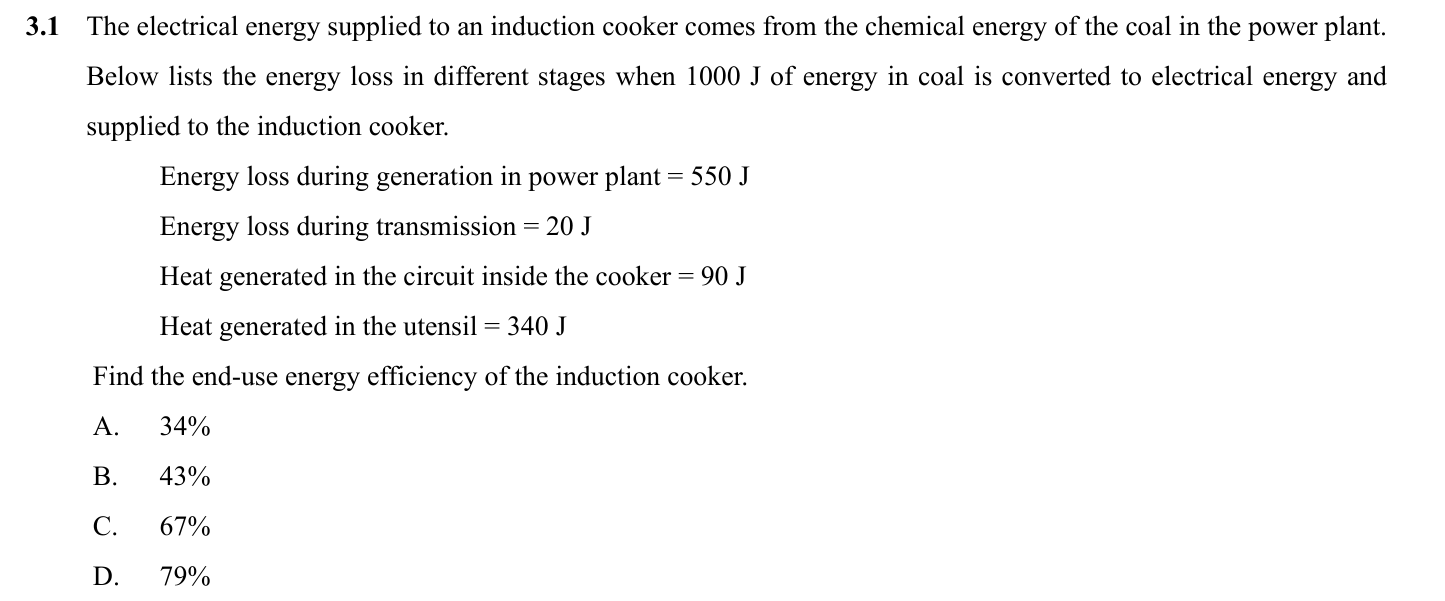 3.1 The electrical energy supplied to an induction cooker comes from the chemical energy of the coal in the power plant.
Below lists the energy loss in different stages when 1000 J of energy in coal is converted to electrical energy and
supplied to the induction cooker.
Energy loss during generation in power plant = 550 J
Energy loss during transmission = 20 J
Heat generated in the circuit inside the cooker = 90 J
Heat generated in the utensil = 340 J
Find the end-use energy efficiency of the induction cooker.
A. 34%
B. 43%
C. 67%
D. 79%